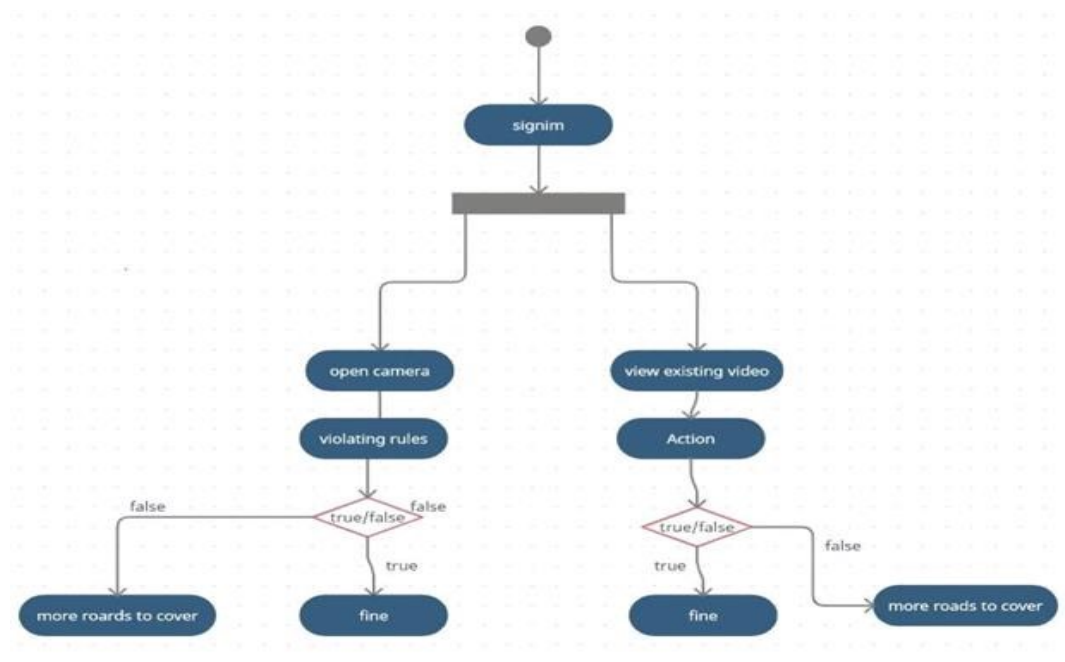 signim
open camera
view existing video
violating rules
Action
false
true/false
false
true/false
false
true
true
more roards to cover
fine
fine
more roads to cover